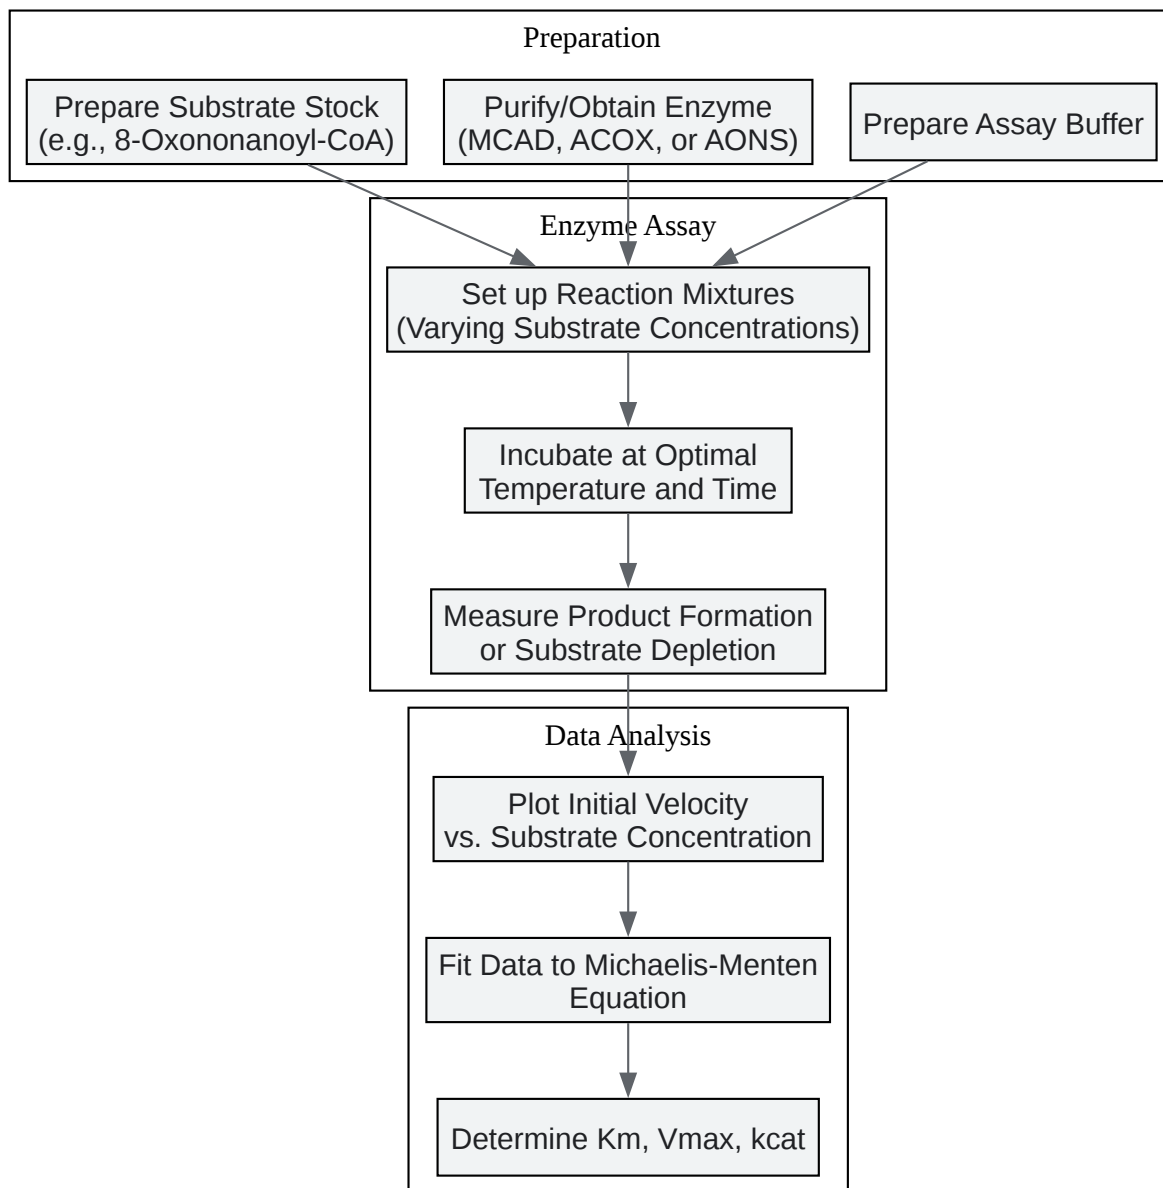 Preparation
Prepare Substrate Stock
(e.g., 8-Oxononanoyl-CoA)
Purify/Obtain Enzyme
(MCAD, ACOX, or AONS)
Prepare Assay Buffer
Enzyme Assay
Set up Reaction Mixtures
(Varying Substrate Concentrations)
Incubate at Optimal
Temperature and Time
Measure Product Formation
or Substrate Depletion
Data Analysis
Plot Initial Velocity
vs. Substrate Concentration
Fit Data to Michaelis-Menten
Equation
Determine Km, Vmax, kcat